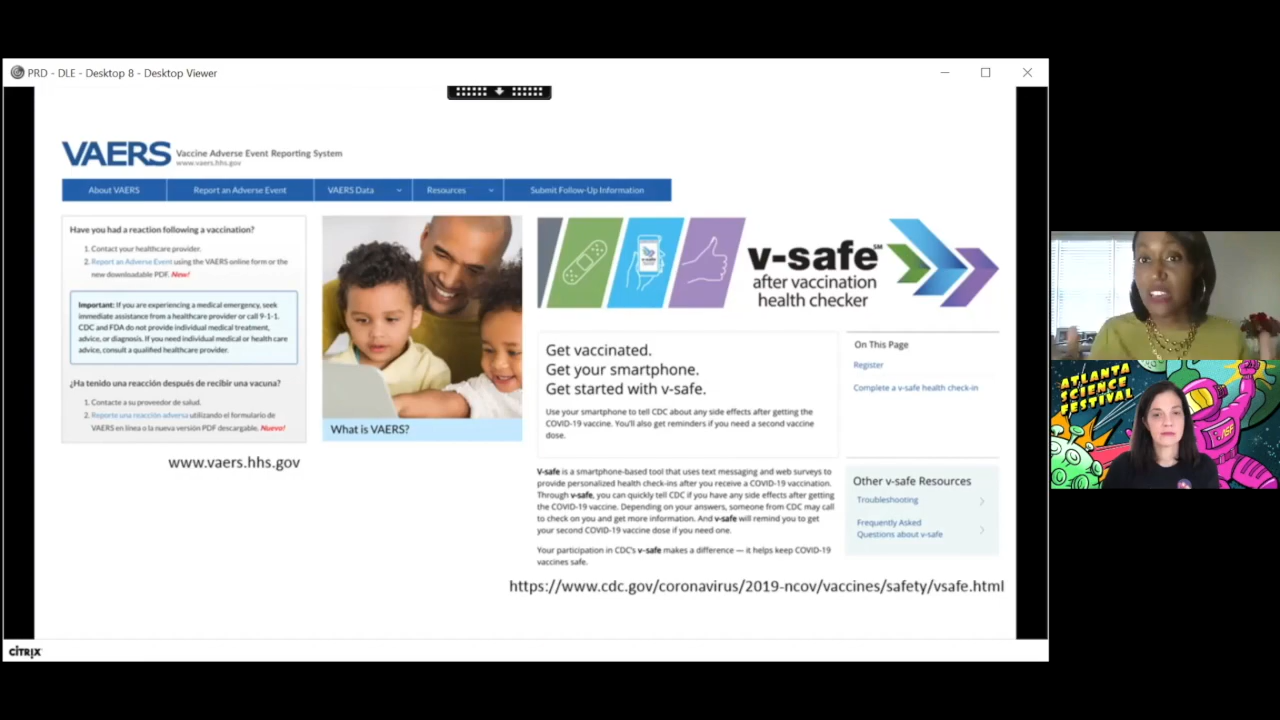 PRD - DLE - Desktop 8 - Desktop Viewer
VAERS Vaccine Adverse Event Reporting System
www.vaers.hhs.gov
About VAERS Report an Adverse Event VAERS Data Resources Submit Follow-Up Information
Have you had a reaction following a vaccination?
1. Contact your healthcare provider.
2. Report an Adverse Event using the VAERS online form or the
new downloadable PDF. New!
Important: If you are experiencing a medical emergency, seek
immediate assistance from a healthcare provider or call 9-1-1.
CDC and FDA do not provide individual medical treatment,
advice, or diagnosis. If you need individual medical or health care
advice, consult a qualified healthcare provider.
¿Ha tenido una reacción después de recibir una vacuna?
1. Contacte a su proveedor de salud.
2. Reporte una reacción adversa utilizando el formulario de
VAERS en línea o la nueva versión PDF descargable. Nuevo!
What is VAERS?
www.vaers.hhs.gov
v-safe℠
after vaccination
health checker
Get vaccinated.
Get your smartphone.
Get started with v-safe.
Use your smartphone to tell CDC about any side effects after getting the
COVID-19 vaccine. You'll also get reminders if you need a second vaccine
dose.
On This Page
Register
Complete a v-safe health check-in
V-safe is a smartphone-based tool that uses text messaging and web surveys to
provide personalized health check-ins after you receive a COVID-19 vaccination.
Through v-safe, you can quickly tell CDC if you have any side effects after getting
the COVID-19 vaccine. Depending on your answers, someone from CDC may call
to check on you and get more information. And v-safe will remind you to get
your second COVID-19 vaccine dose if you need one.
Your participation in CDC's v-safe makes a difference — it helps keep COVID-19
vaccines safe.
Other v-safe Resources
Troubleshooting
Frequently Asked
Questions about v-safe
https://www.cdc.gov/coronavirus/2019-ncov/vaccines/safety/vsafe.html
CITRIX
ATLANTA
SCIENCE
FESTIVAL
ASF